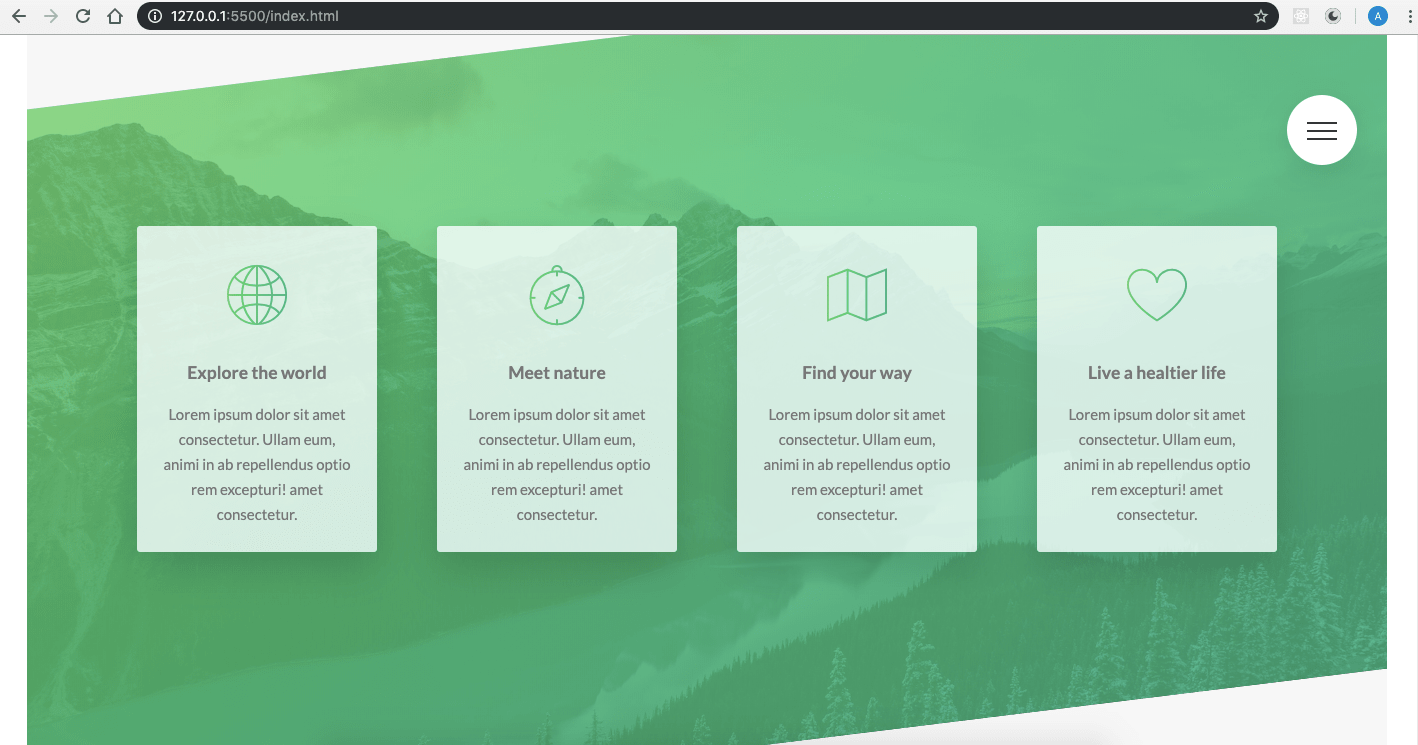 127.0.0.1:5500/index.html
A
Explore the world
Lorem ipsum dolor sit amet
consectetur. Ullam eum,
animi in ab repellendus optio
rem excepturi! amet
consectetur.
Meet nature
Lorem ipsum dolor sit amet
consectetur. Ullam eum,
animi in ab repellendus optio
rem excepturi! amet
consectetur.
Find your way
Lorem ipsum dolor sit amet
consectetur. Ullam eum,
animi in ab repellendus optio
rem excepturi! amet
consectetur.
Live a healtier life
Lorem ipsum dolor sit amet
consectetur. Ullam eum,
animi in ab repellendus optio
rem excepturi! amet
consectetur.